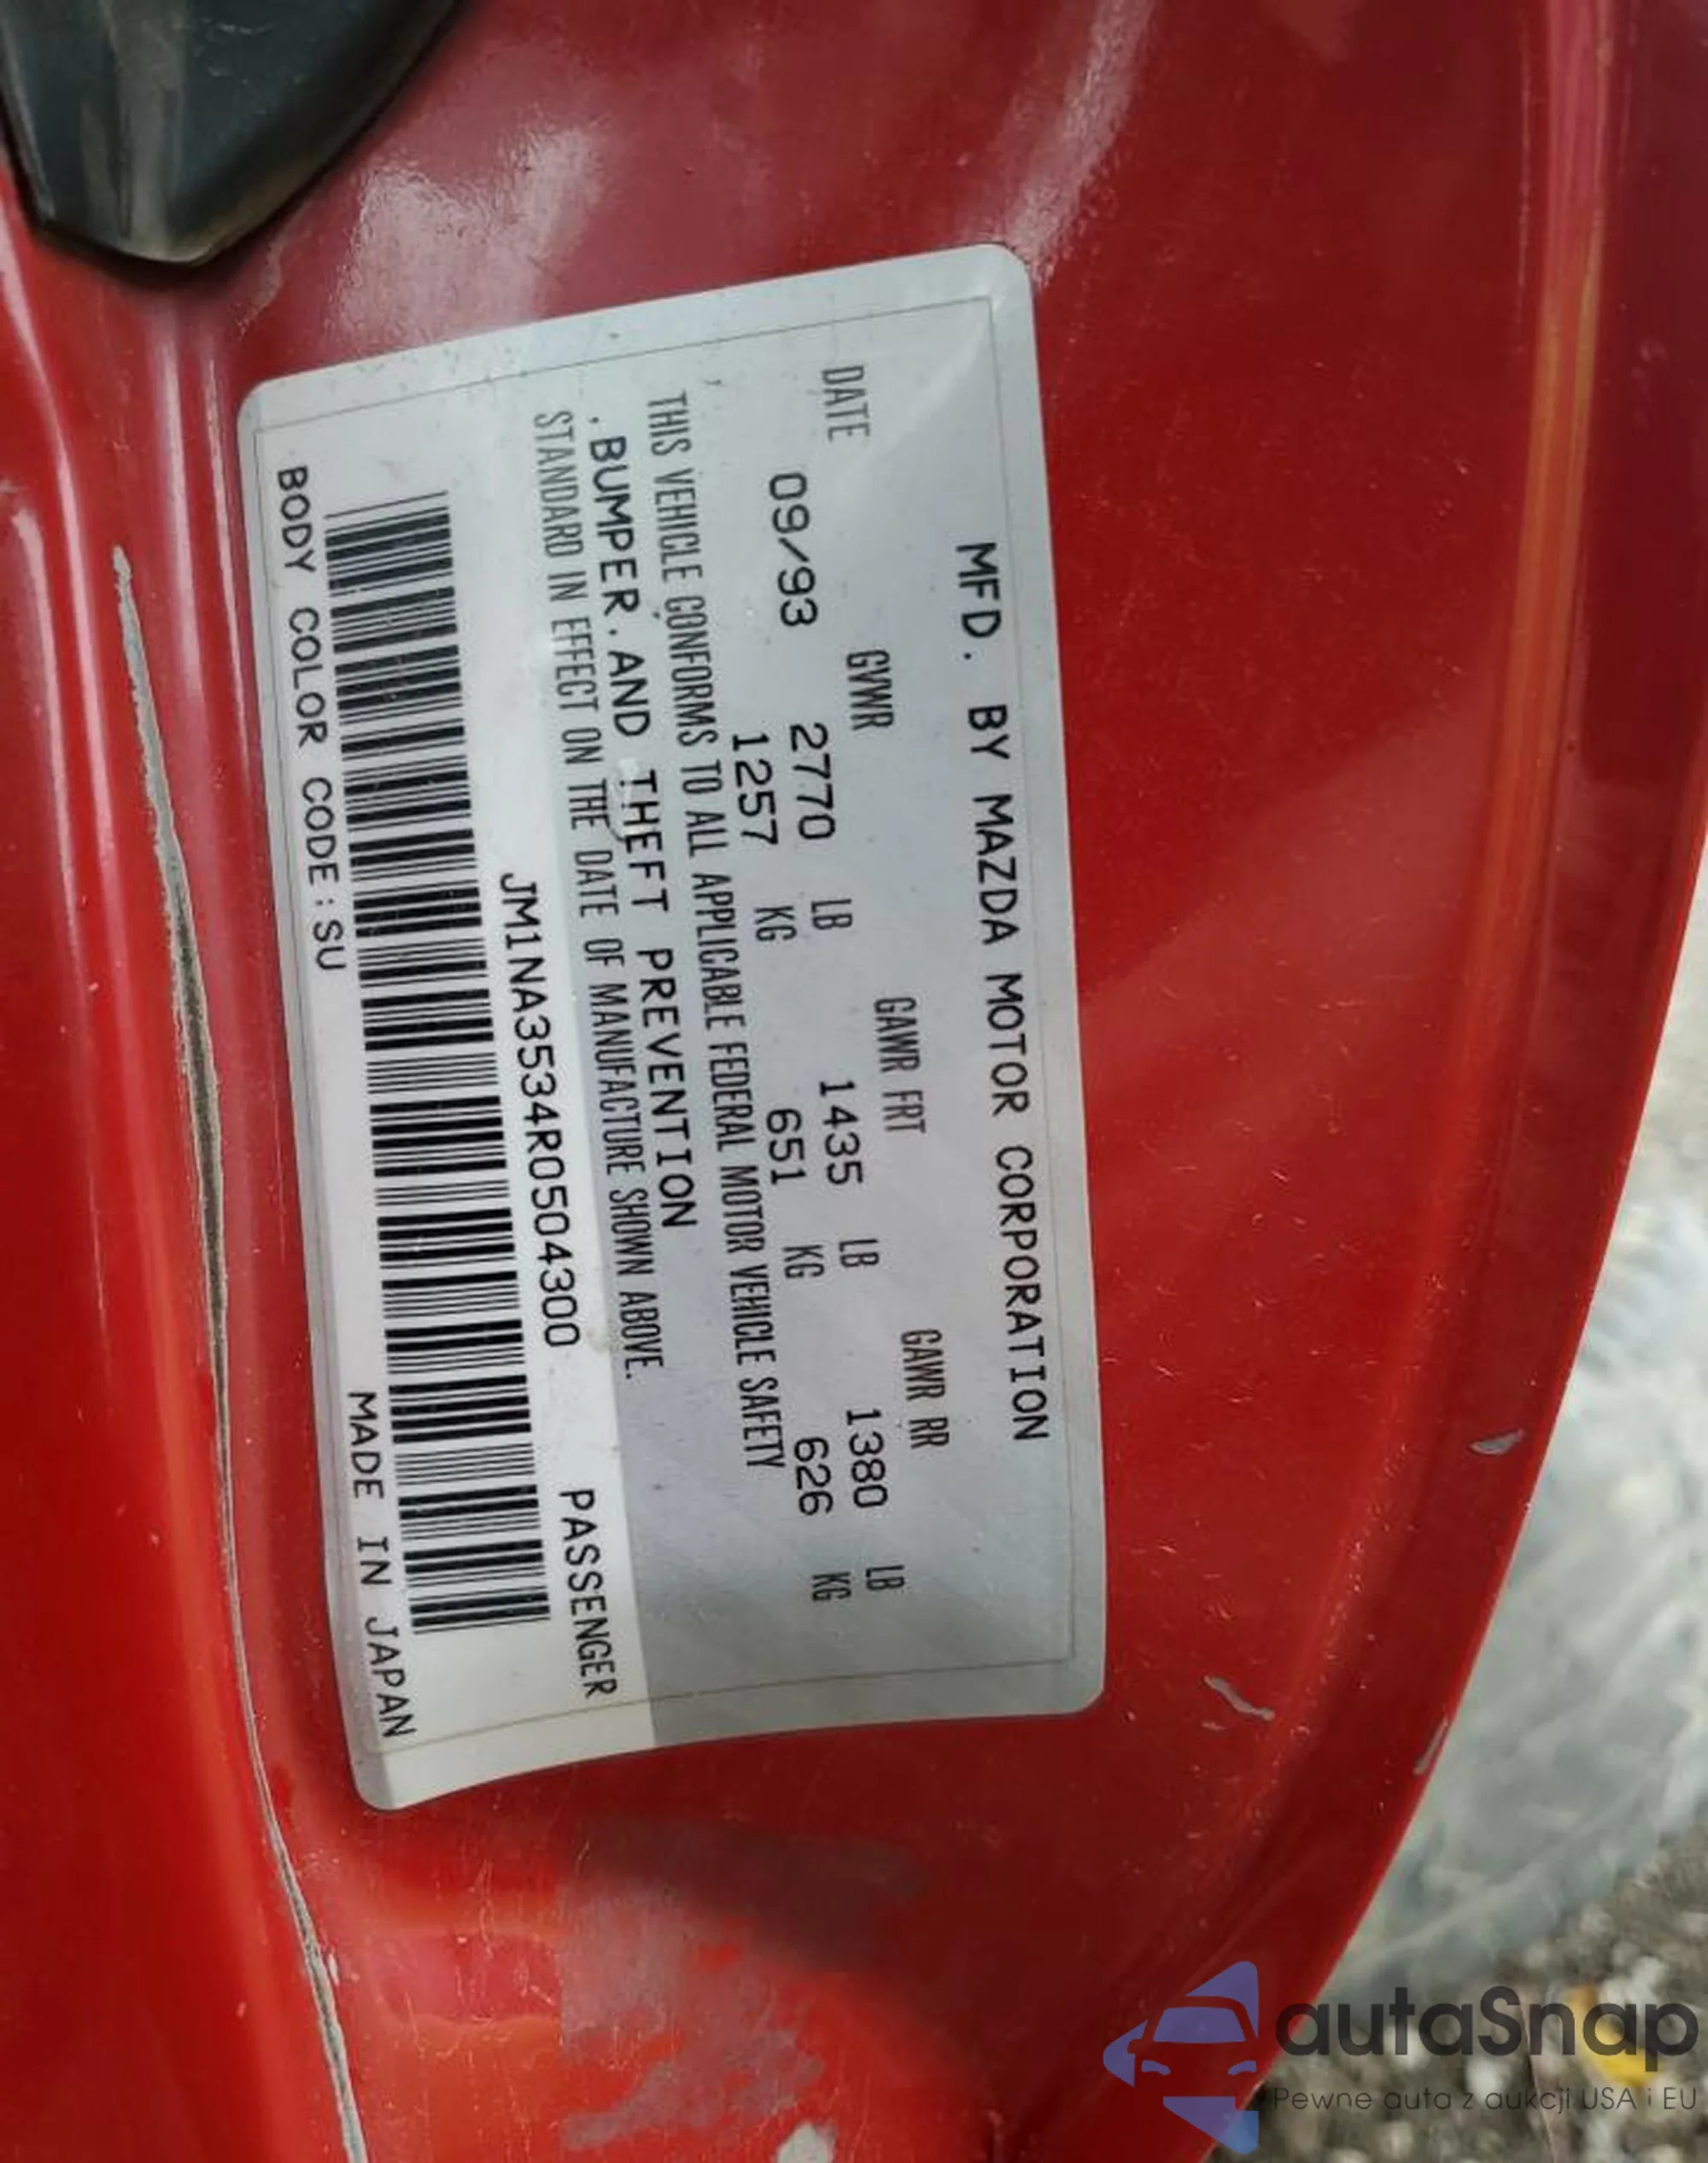 MFD. BY MAZDA MOTOR CORPORATION
DATE GVWR GAWR FRT GAWR RR
09/93 2770 LB 1435 LB 1380 LB
1257 KG 651 KG 626 KG
THIS VEHICLE CONFORMS TO ALL APPLICABLE FEDERAL MOTOR VEHICLE SAFETY
, BUMPER, AND THEFT PREVENTION
STANDARD IN EFFECT ON THE DATE OF MANUFACTURE SHOWN ABOVE.
JM1NA3534R0504300 PASSENGER
BODY COLOR CODE:SU MADE IN JAPAN
autaSnap
Pewne auta z aukcji USA i EU